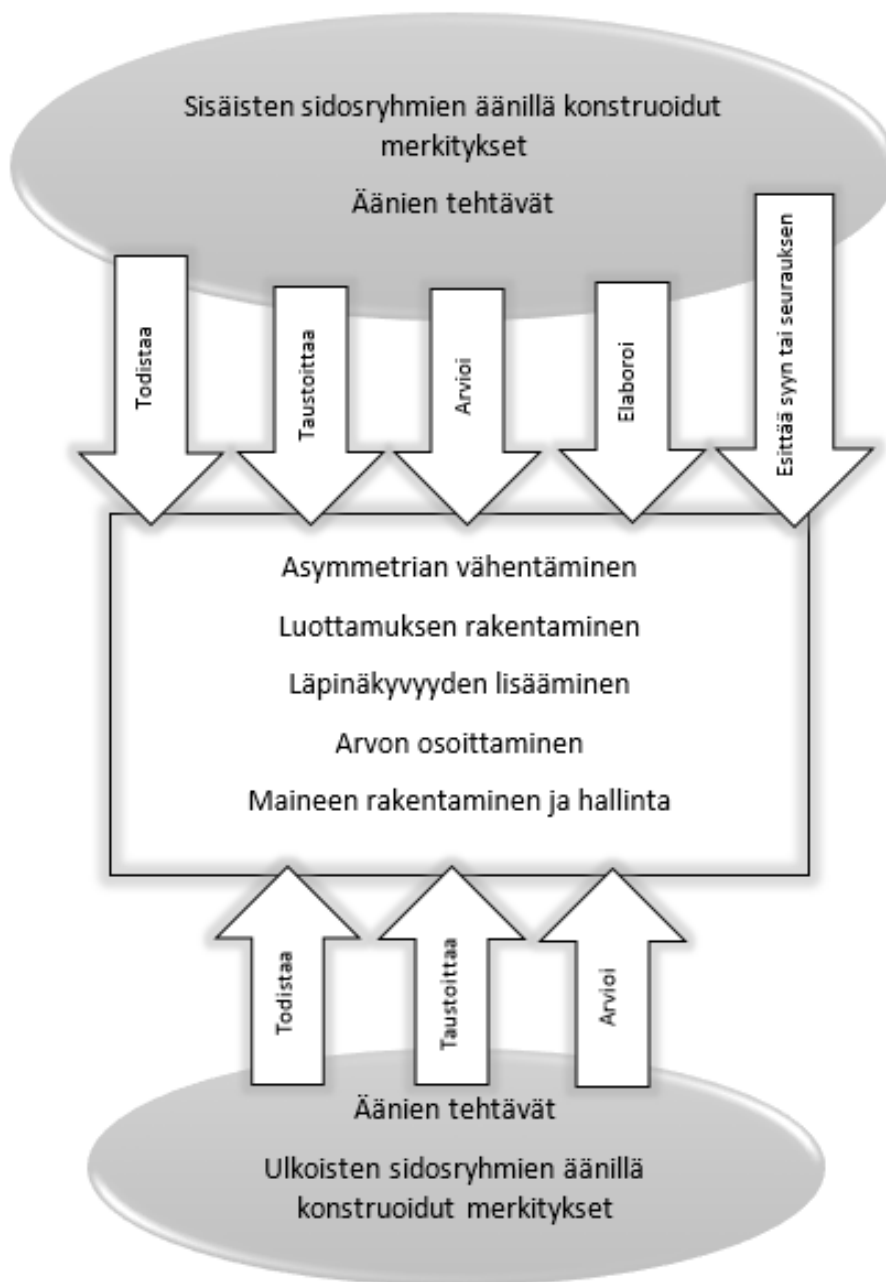 Sisäisten sidosryhmien äänillä konstruoidut
merkitykset
Äänien tehtävät
Todistaa
Taustoittaa
Arvioi
Elaboroi
Esittää syyn tai seurauksen
Asymmetrian vähentäminen
Luottamuksen rakentaminen
Läpinäkyvyyden lisääminen
Arvon osoittaminen
Maineen rakentaminen ja hallinta
Todistaa
Taustoittaa
Arvioi
Äänien tehtävät
Ulkoisten sidosryhmien äänillä
konstruoidut merkitykset